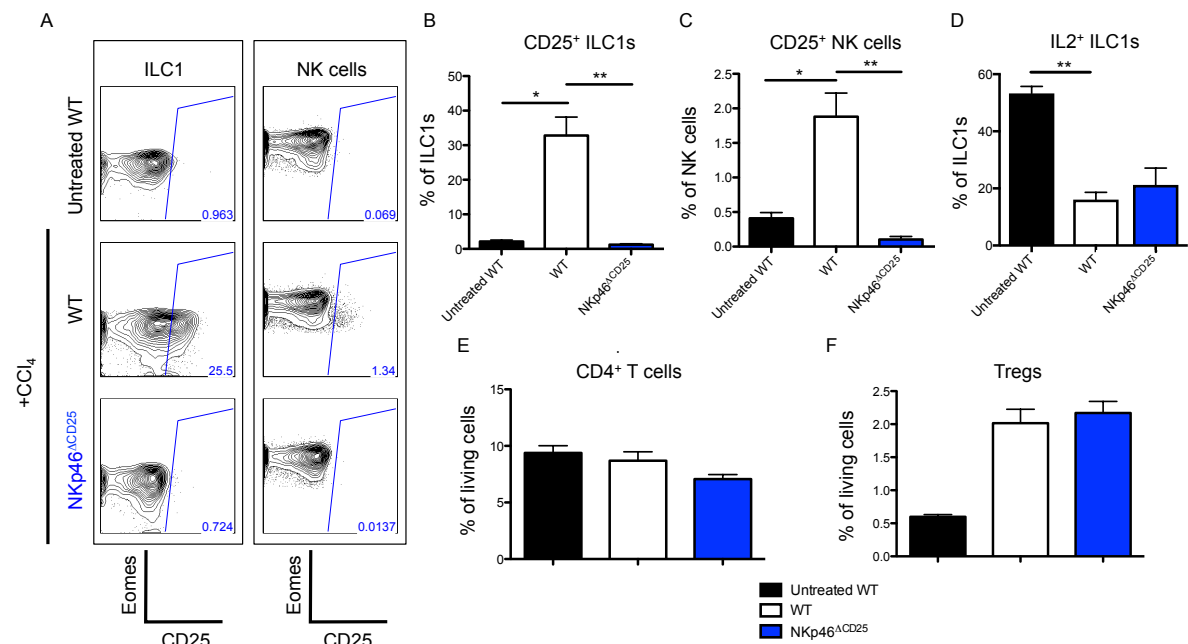 A
ILC1
NK cells
Untreated WT
+CCl₄
WT
NKp46ΔCD25
0.963
0.069
25.5
1.34
0.724
0.0137
Eomes
CD25
Eomes
CD25
B
CD25⁺ ILC1s
% of ILC1s
50
40
30
20
10
0
*
**
Untreated WT
WT
NKp46ΔCD25
C
CD25⁺ NK cells
% of NK cells
2.5
2.0
1.5
1.0
0.5
0.0
*
**
Untreated WT
WT
NKp46ΔCD25
D
IL2⁺ ILC1s
% of ILC1s
60
40
20
0
**
Untreated WT
WT
NKp46ΔCD25
E
CD4⁺ T cells
% of living cells
15
10
5
0
F
Tregs
% of living cells
2.5
2.0
1.5
1.0
0.5
0.0
Untreated WT
WT
NKp46ΔCD25